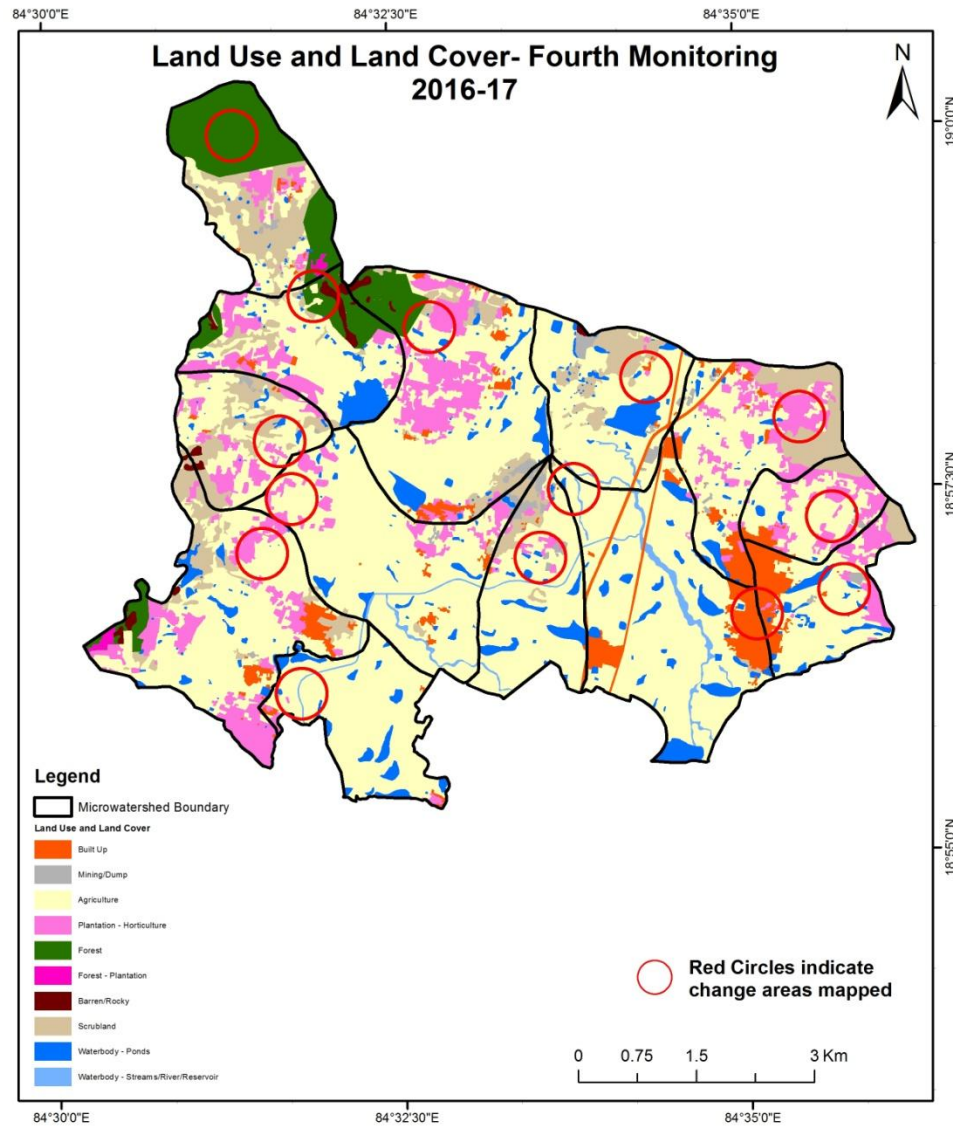 84°30'0"E 84°32'30"E 84°35'0"E
Land Use and Land Cover- Fourth Monitoring
2016-17
N
19°0'0"N
18°57'30"N
18°55'0"N
Legend
Microwatershed Boundary
Land Use and Land Cover
Built Up
Mining/Dump
Agriculture
Plantation - Horticulture
Forest
Forest - Plantation
Barren/Rocky
Scrubland
Waterbody - Ponds
Waterbody - Streams/River/Reservoir
Red Circles indicate
change areas mapped
0 0.75 1.5 3 Km
84°30'0"E 84°32'30"E 84°35'0"E